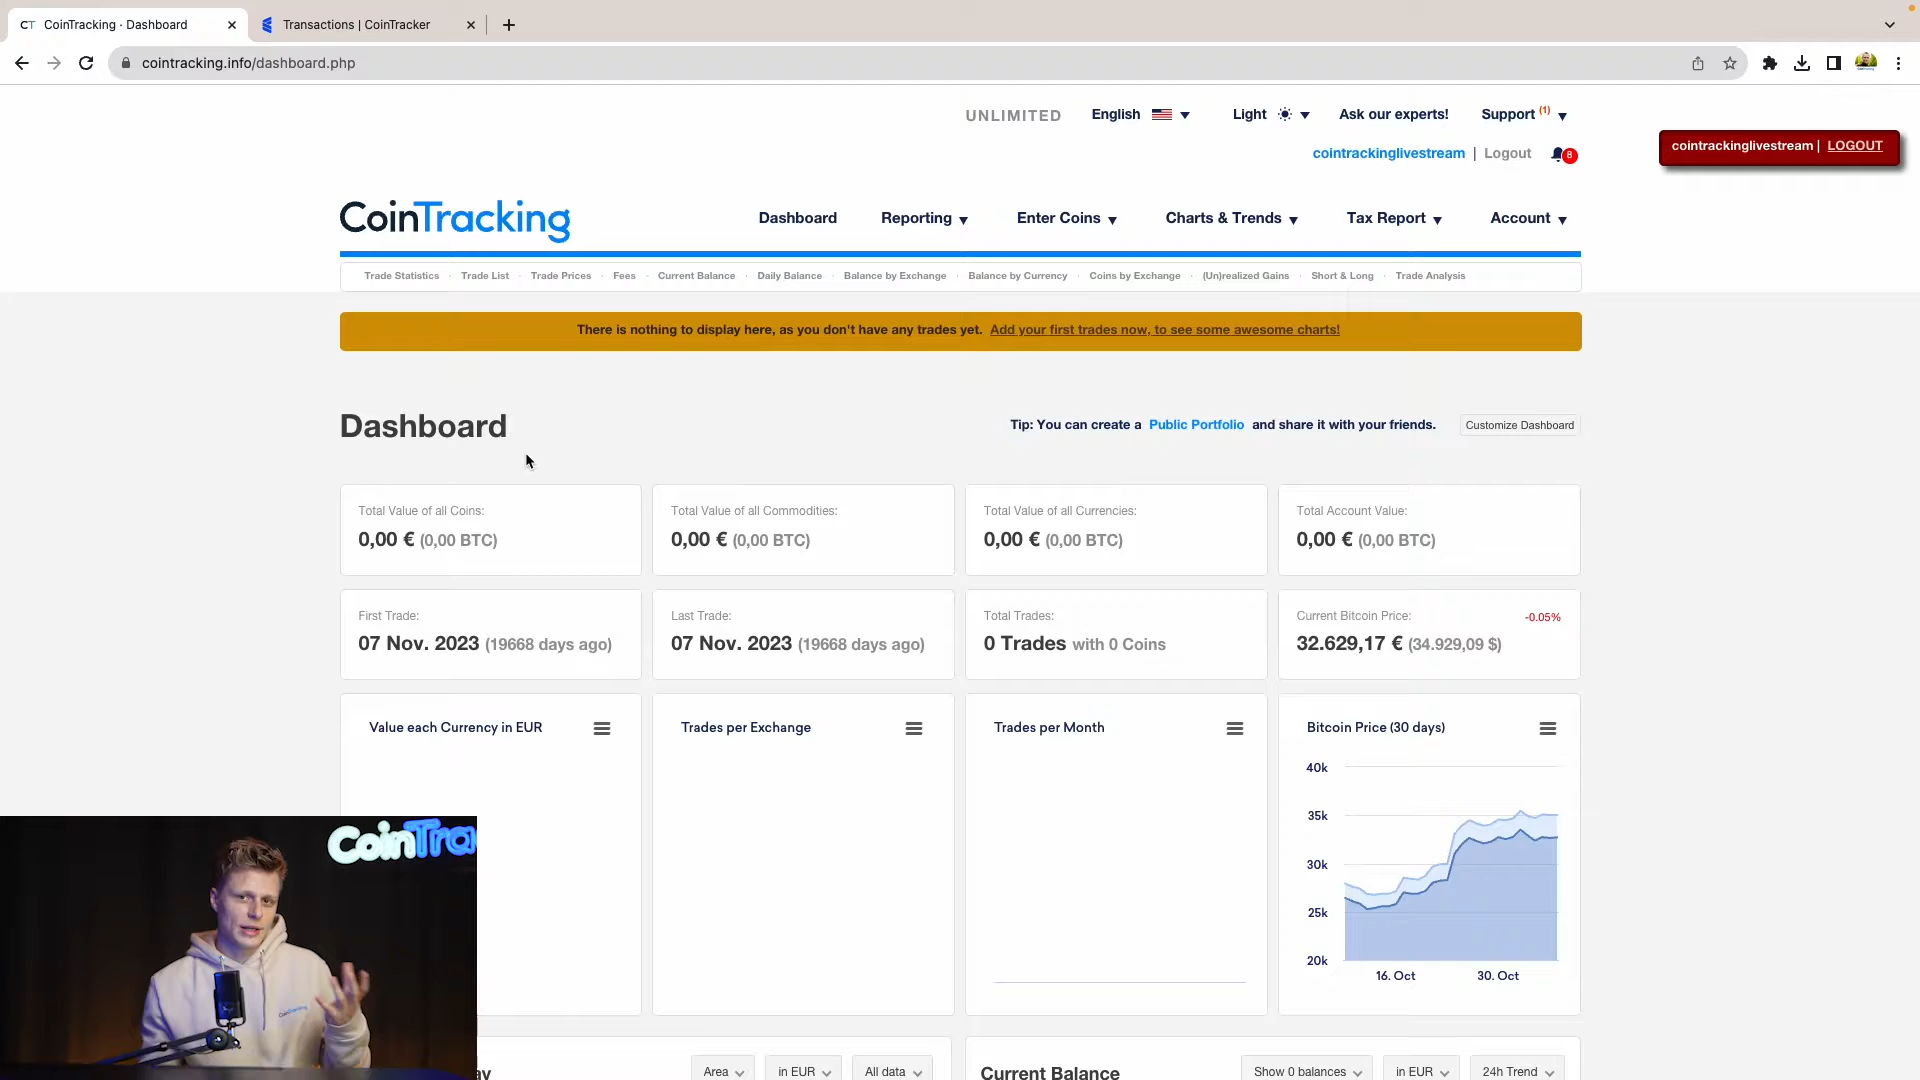 CT CoinTracking · Dashboard
Transactions | CoinTracker
cointracking.info/dashboard.php
UNLIMITED English Light Ask our experts! Support (1)
cointrackinglivestream | Logout 8
cointrackinglivestream | LOGOUT
CoinTracking Dashboard Reporting Enter Coins Charts & Trends Tax Report Account
Trade Statistics · Trade List · Trade Prices · Fees · Current Balance · Daily Balance · Balance by Exchange · Balance by Currency · Coins by Exchange · (Un)realized Gains · Short & Long · Trade Analysis
There is nothing to display here, as you don't have any trades yet. Add your first trades now, to see some awesome charts!
Dashboard
Tip: You can create a Public Portfolio and share it with your friends. Customize Dashboard
Total Value of all Coins:
0,00 € (0,00 BTC)
Total Value of all Commodities:
0,00 € (0,00 BTC)
Total Value of all Currencies:
0,00 € (0,00 BTC)
Total Account Value:
0,00 € (0,00 BTC)
First Trade:
07 Nov. 2023 (19668 days ago)
Last Trade:
07 Nov. 2023 (19668 days ago)
Total Trades:
0 Trades with 0 Coins
Current Bitcoin Price: -0.05%
32.629,17 € (34.929,09 $)
Value each Currency in EUR
Trades per Exchange
Trades per Month
Bitcoin Price (30 days)
40k
35k
30k
25k
20k
16. Oct 30. Oct
CoinTra
CoinTracking
ay Area in EUR All data
Current Balance Show 0 balances in EUR 24h Trend